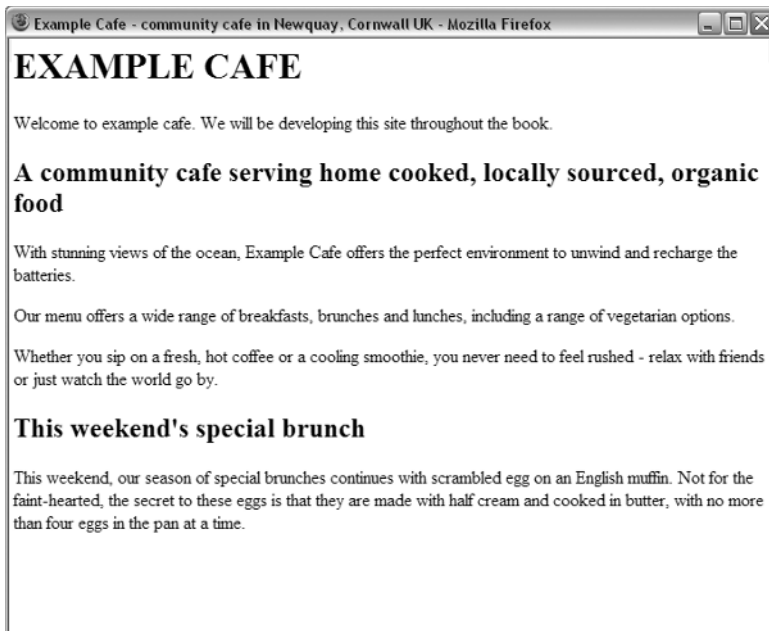 Example Cafe - community cafe in Newquay, Cornwall UK - Mozilla Firefox
EXAMPLE CAFE
Welcome to example cafe. We will be developing this site throughout the book.
A community cafe serving home cooked, locally sourced, organic
food
With stunning views of the ocean, Example Cafe offers the perfect environment to unwind and recharge the
batteries.
Our menu offers a wide range of breakfasts, brunches and lunches, including a range of vegetarian options.
Whether you sip on a fresh, hot coffee or a cooling smoothie, you never need to feel rushed - relax with friends
or just watch the world go by.
This weekend's special brunch
This weekend, our season of special brunches continues with scrambled egg on an English muffin. Not for the
faint-hearted, the secret to these eggs is that they are made with half cream and cooked in butter, with no more
than four eggs in the pan at a time.